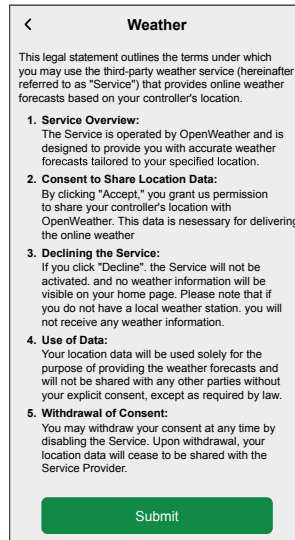 Weather
This legal statement outlines the terms under which
you may use the third-party weather service (hereinafter
referred to as "Service") that provides online weather
forecasts based on your controller's location.
1. Service Overview:
The Service is operated by OpenWeather and is
designed to provide you with accurate weather
forecasts tailored to your specified location.
2. Consent to Share Location Data:
By clicking "Accept," you grant us permission
to share your controller's location with
OpenWeather. This data is nesessary for delivering
the online weather
3. Declining the Service:
If you click "Decline". the Service will not be
activated. and no weather information will be
visible on your home page. Please note that if
you do not have a local weather station. you will
not receive any weather information.
4. Use of Data:
Your location data will be used solely for the
purpose of providing the weather forecasts and
will not be shared with any other parties without
your explicit consent, except as required by law.
5. Withdrawal of Consent:
You may withdraw your consent at any time by
disabling the Service. Upon withdrawal, your
location data will cease to be shared with the
Service Provider.
Submit